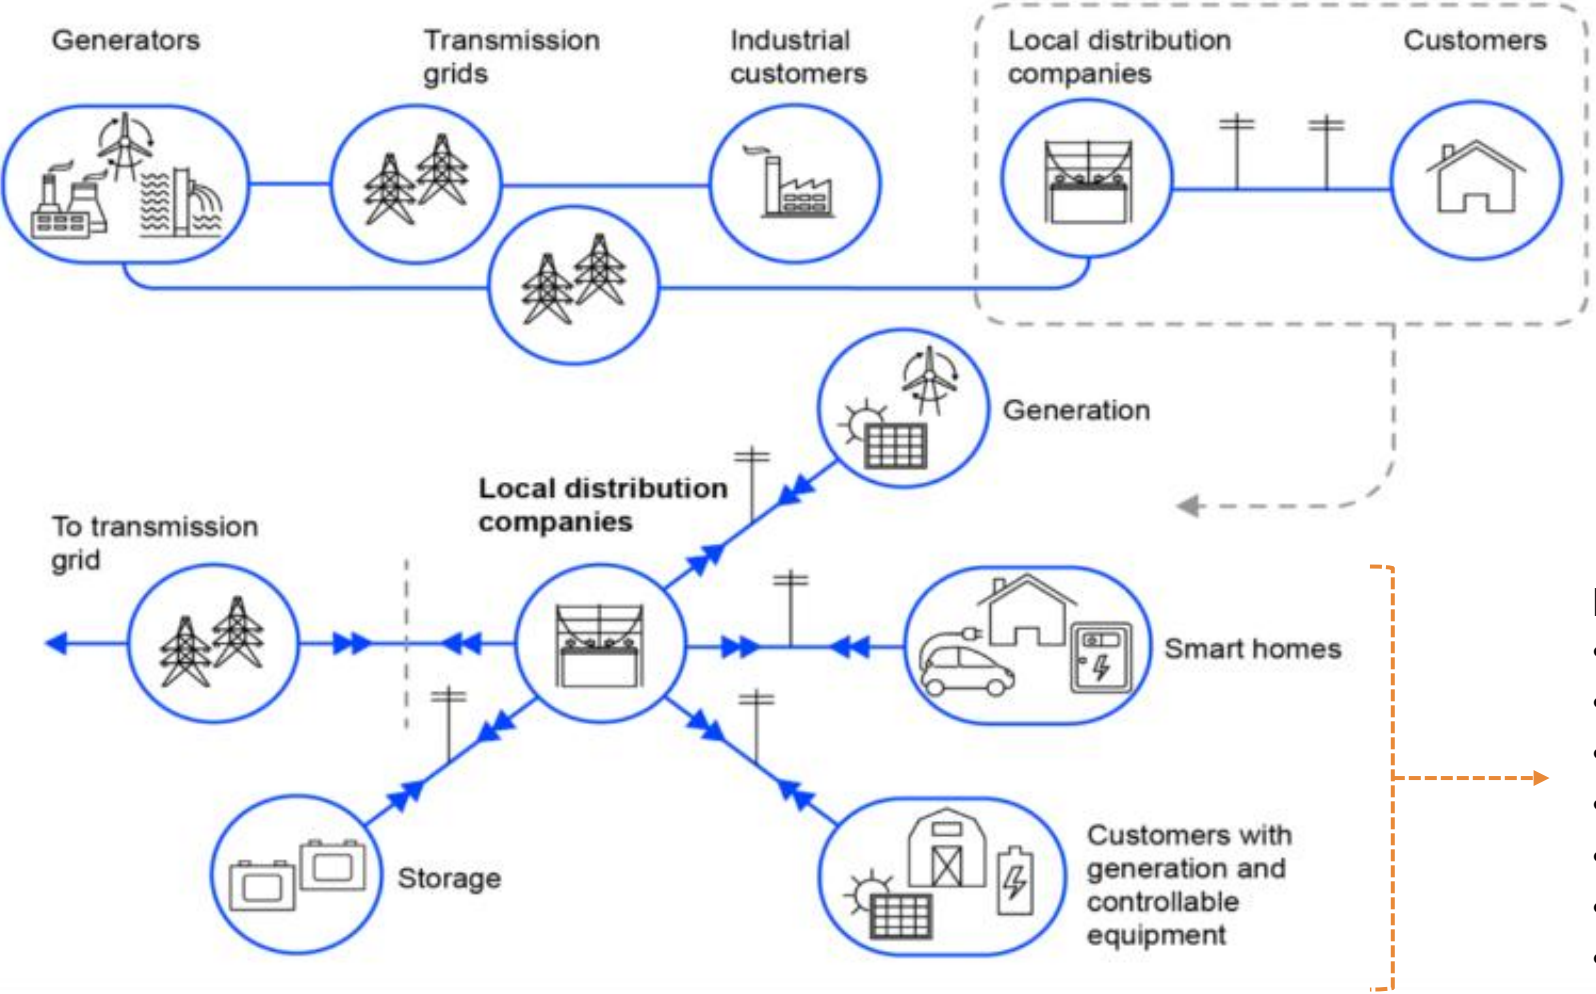 Generators
Transmission
grids
Industrial
customers
Local distribution
companies
Customers
Generation
Local distribution
companies
To transmission
grid
Smart homes
Storage
Customers with
generation and
controllable
equipment